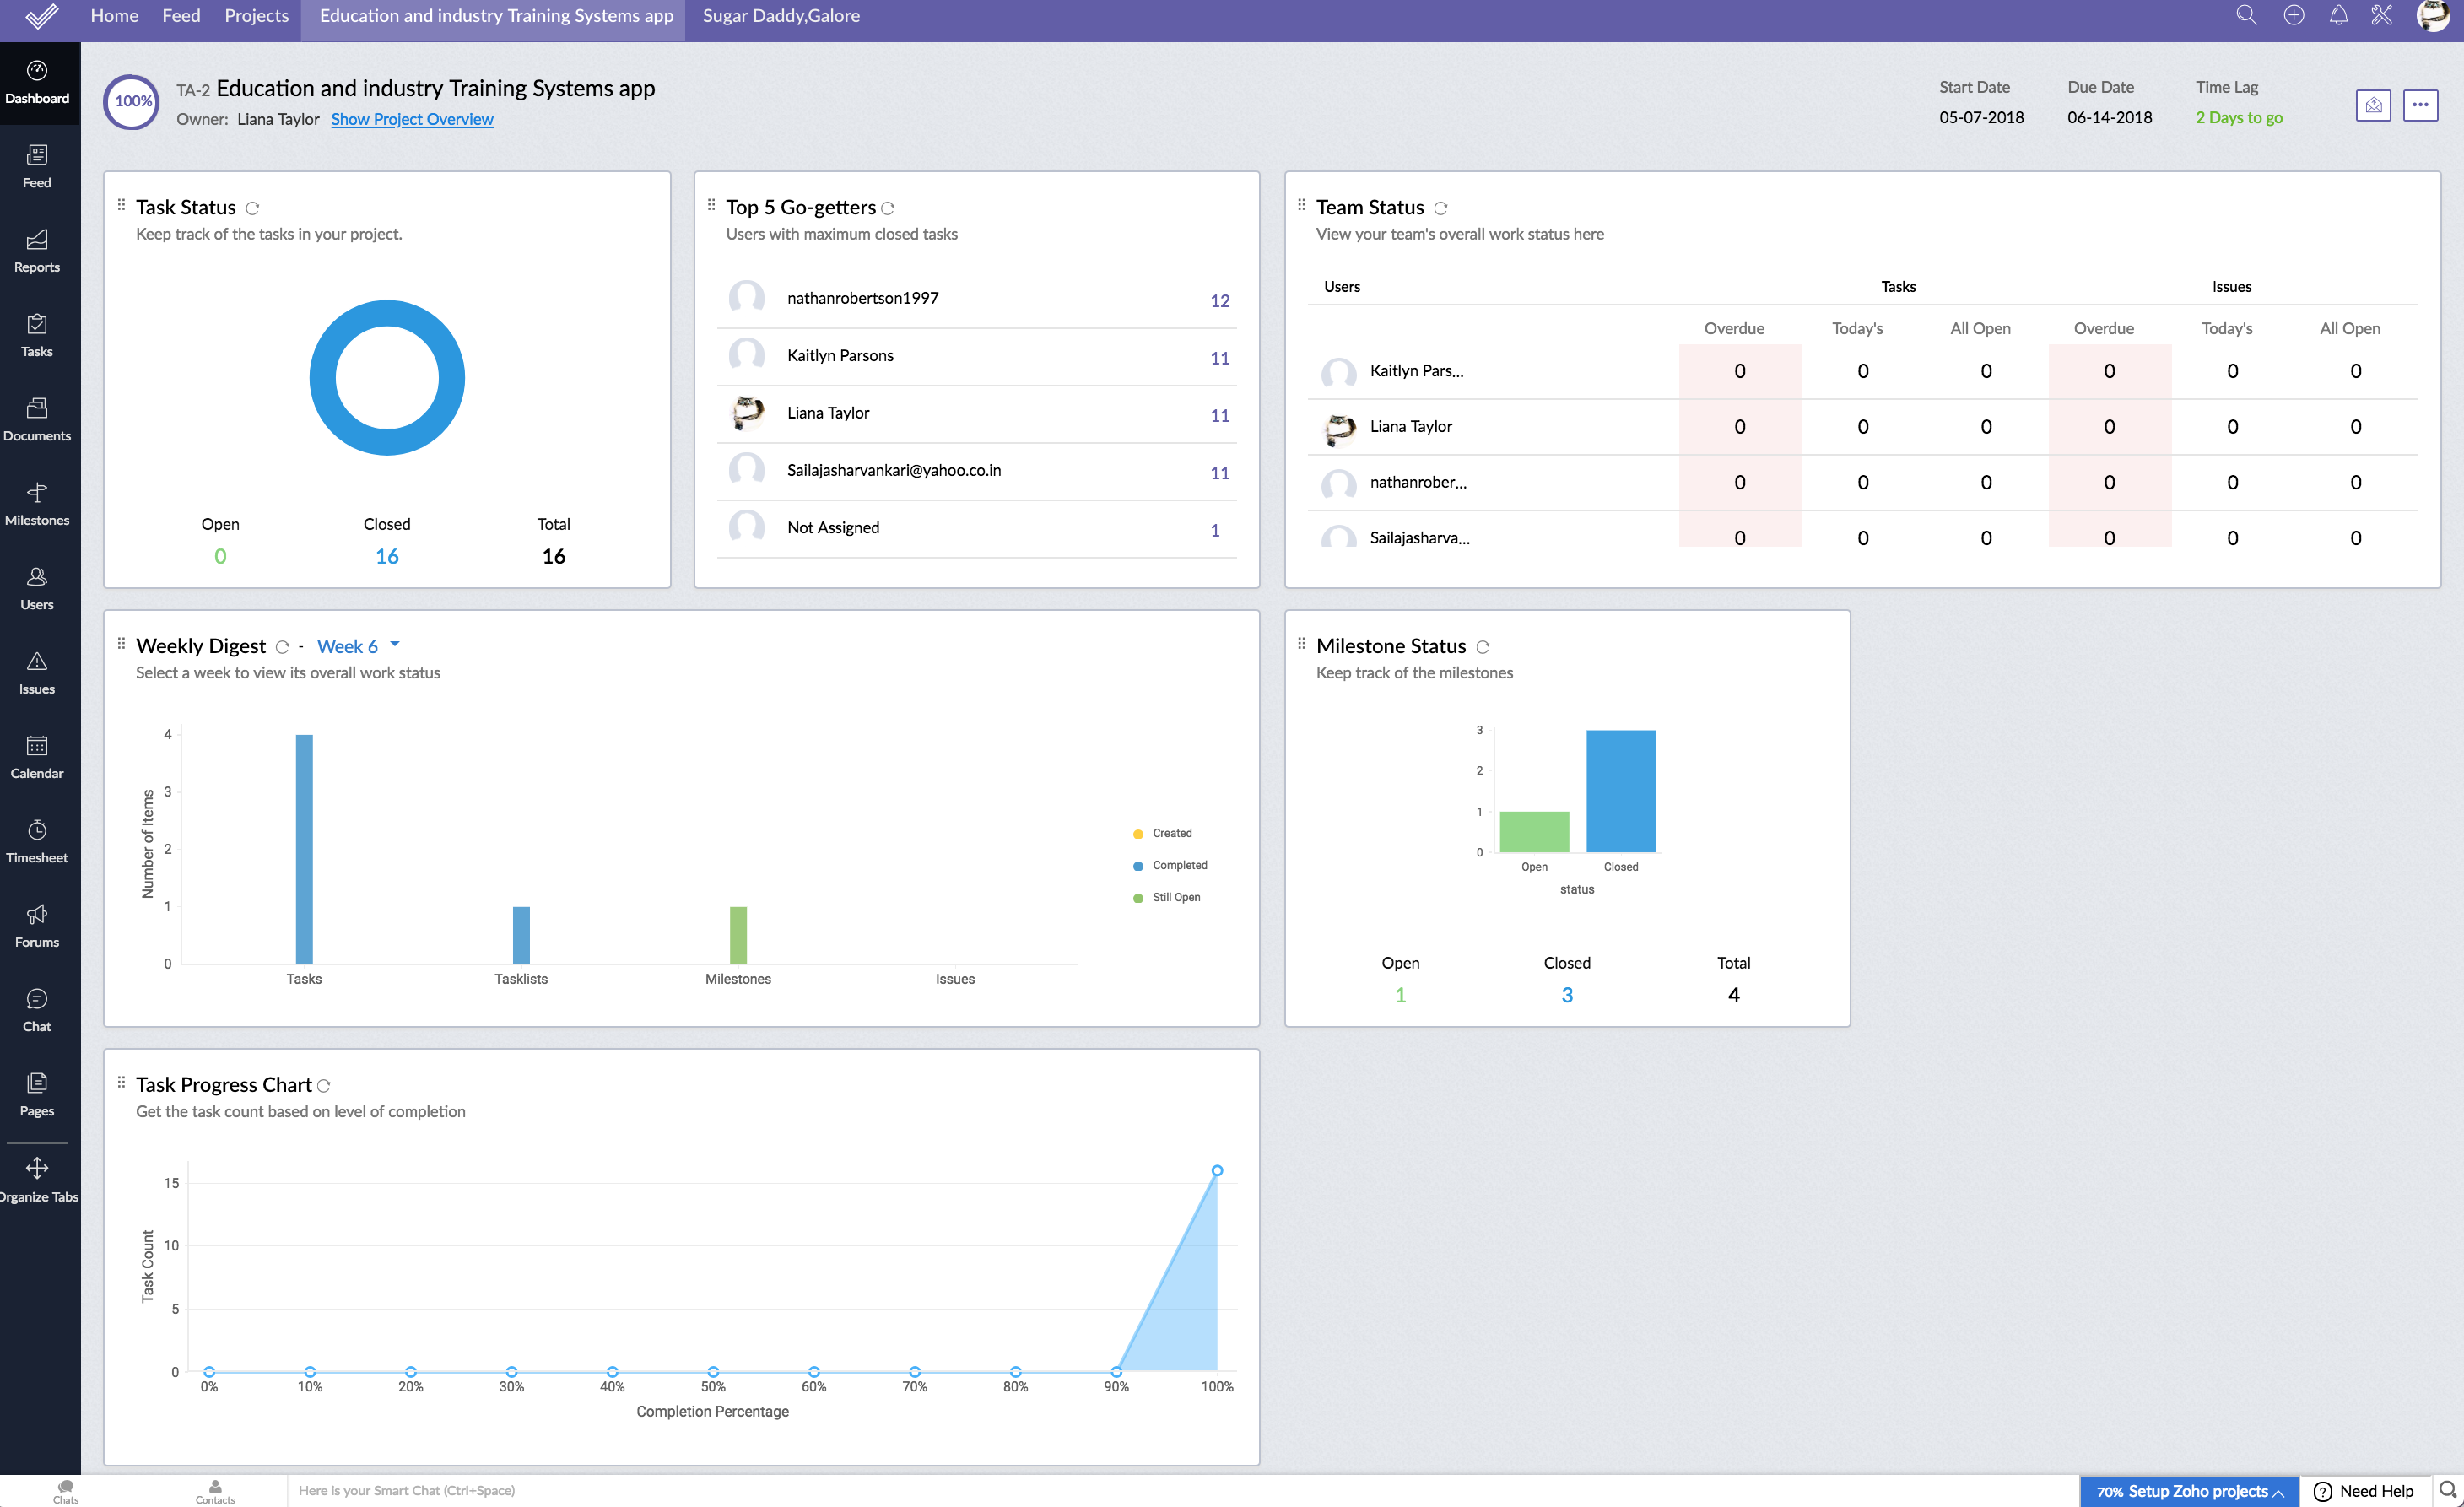 Home Feed Projects Education and industry Training Systems app Sugar Daddy,Galore
Dashboard
Feed
Reports
Tasks
Documents
Milestones
Users
Issues
Calendar
Timesheet
Forums
Chat
Pages
Organize Tabs
100% TA-2 Education and industry Training Systems app
Owner: Liana Taylor Show Project Overview
Start Date Due Date Time Lag
05-07-2018 06-14-2018 2 Days to go
Task Status
Keep track of the tasks in your project.
Open Closed Total
0 16 16
Top 5 Go-getters
Users with maximum closed tasks
nathanrobertson1997 12
Kaitlyn Parsons 11
Liana Taylor 11
Sailajasharvankari@yahoo.co.in 11
Not Assigned 1
Team Status
View your team's overall work status here
Users Tasks Issues
Overdue Today's All Open Overdue Today's All Open
Kaitlyn Pars... 0 0 0 0 0 0
Liana Taylor 0 0 0 0 0 0
nathanrober... 0 0 0 0 0 0
Sailajasharva... 0 0 0 0 0 0
Weekly Digest - Week 6
Select a week to view its overall work status
Number of Items
4
3
2
1
0
Tasks Tasklists Milestones Issues
Created
Completed
Still Open
Milestone Status
Keep track of the milestones
3
2
1
0
Open Closed
status
Open Closed Total
1 3 4
Task Progress Chart
Get the task count based on level of completion
Task Count
15
10
5
0
0% 10% 20% 30% 40% 50% 60% 70% 80% 90% 100%
Completion Percentage
Chats Contacts Here is your Smart Chat (Ctrl+Space) 70% Setup Zoho projects Need Help